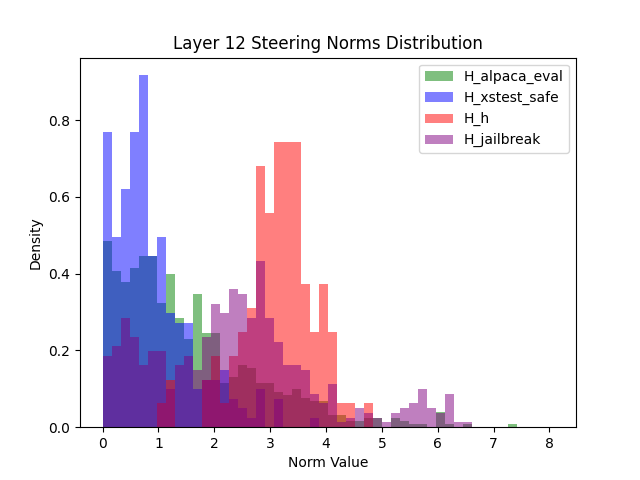 Layer 12 Steering Norms Distribution
H_alpaca_eval
H_xstest_safe
H_h
H_jailbreak
Density
0.8
0.6
0.4
0.2
0.0
0 1 2 3 4 5 6 7 8
Norm Value